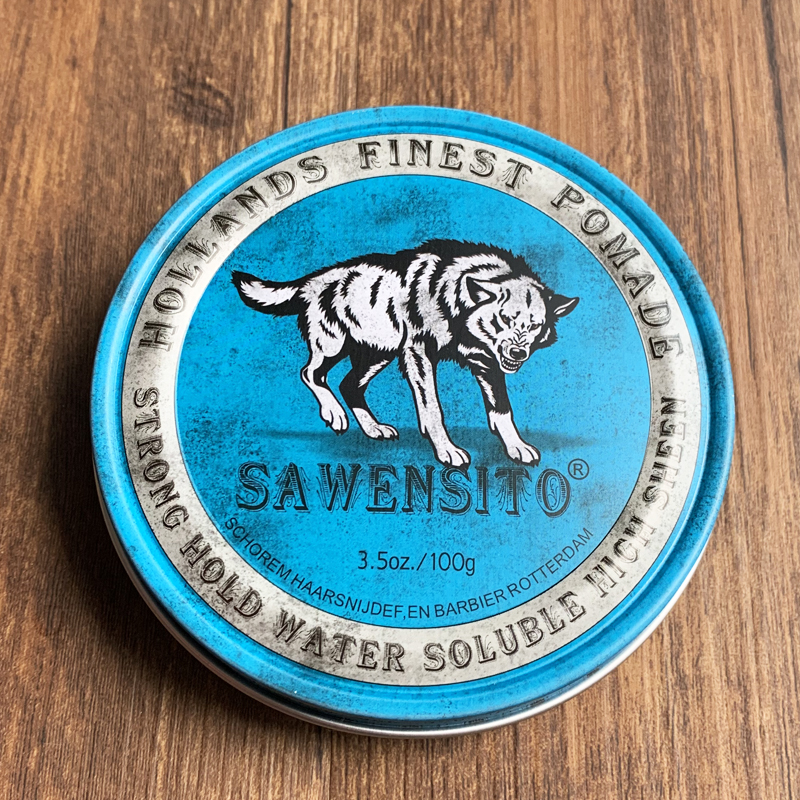 HOLLANDS FINEST POMADE
SAWENSITO®
3.5oz./100g
SCHOREM HAARSNIJDEF,EN BARBIER ROTTERDAM
STRONG HOLD WATER SOLUBLE HIGH SHEEN